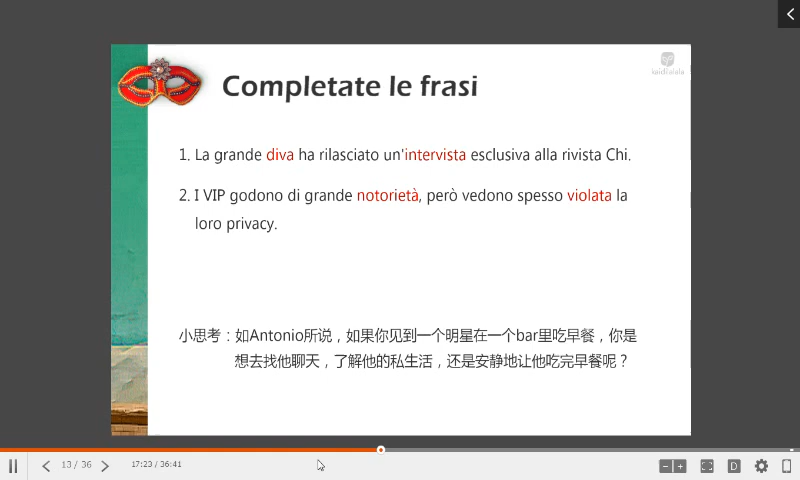 Completate le frasi
kaidialala
1. La grande diva ha rilasciato un'intervista esclusiva alla rivista Chi.
2. I VIP godono di grande notorietà, però vedono spesso violata la
loro privacy.
小思考：如Antonio所说，如果你见到一个明星在一个bar里吃早餐，你是
想去找他聊天，了解他的私生活，还是安静地让他吃完早餐呢？
13 / 36
17:23 / 36:41
D